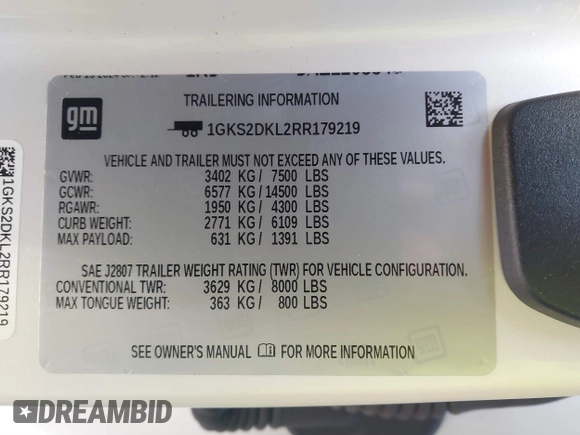 gm
TRAILERING INFORMATION
1GKS2DKL2RR179219
VEHICLE AND TRAILER MUST NOT EXCEED ANY OF THESE VALUES.
GVWR: 3402 KG/ 7500 LBS
GCWR: 6577 KG/ 14500 LBS
RGAWR: 1950 KG/ 4300 LBS
CURB WEIGHT: 2771 KG/ 6109 LBS
MAX PAYLOAD: 631 KG/ 1391 LBS
SAE J2807 TRAILER WEIGHT RATING (TWR) FOR VEHICLE CONFIGURATION.
CONVENTIONAL TWR: 3629 KG/ 8000 LBS
MAX TONGUE WEIGHT: 363 KG/ 800 LBS
SEE OWNER'S MANUAL FOR MORE INFORMATION
1GKS2DKL2RR179219
DREAMBID